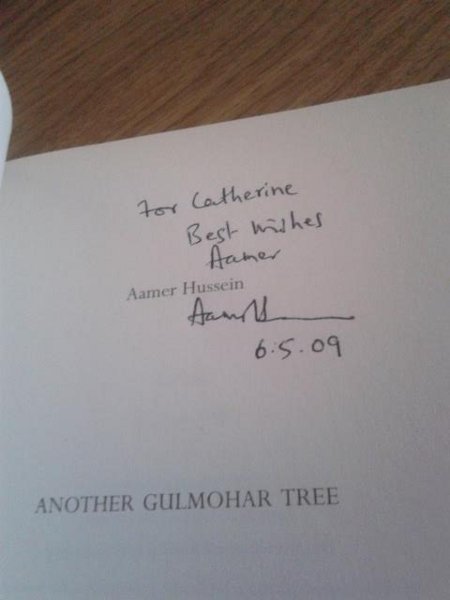 For Catherine
Best Wishes
Aamer
Aamer Hussein
6.5.09
ANOTHER GULMOHAR TREE